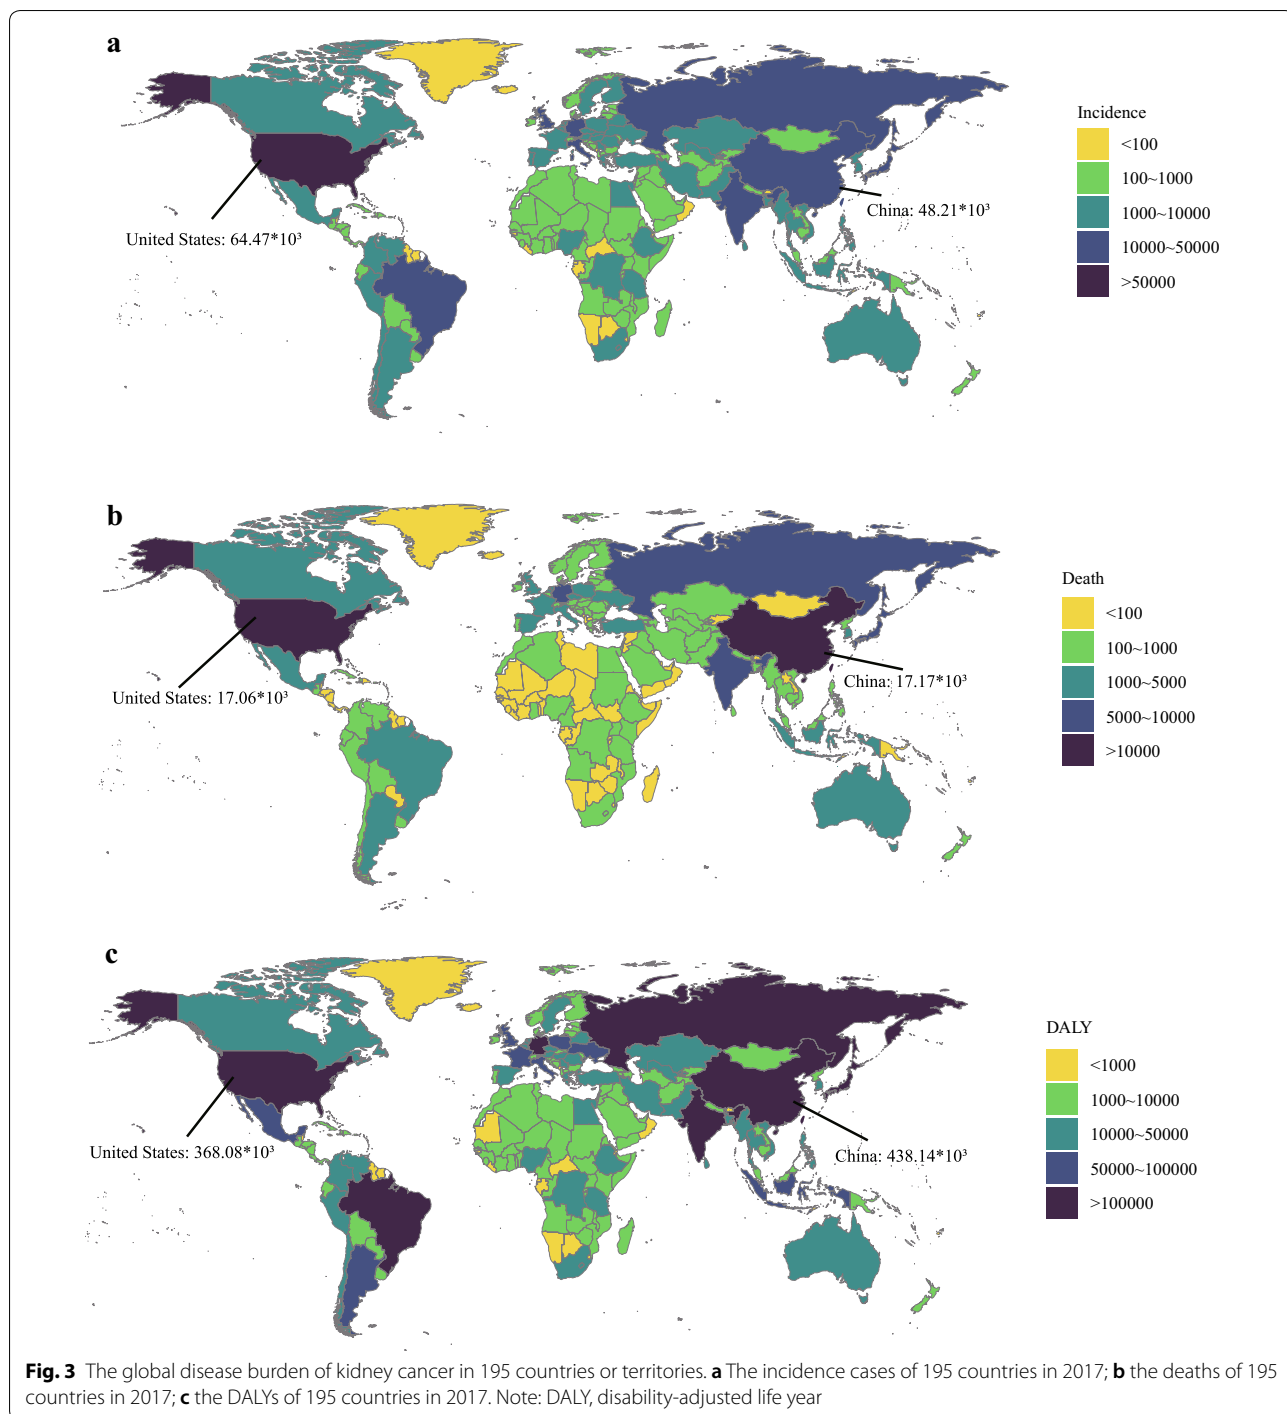 a
Incidence
<100
100~1000
1000~10000
10000~50000
>50000
United States: 64.47*10³
China: 48.21*10³
b
Death
<100
100~1000
1000~5000
5000~10000
>10000
United States: 17.06*10³
China: 17.17*10³
c
DALY
<1000
1000~10000
10000~50000
50000~100000
>100000
United States: 368.08*10³
China: 438.14*10³
Fig. 3 The global disease burden of kidney cancer in 195 countries or territories. a The incidence cases of 195 countries in 2017; b the deaths of 195
countries in 2017; c the DALYs of 195 countries in 2017. Note: DALY, disability-adjusted life year